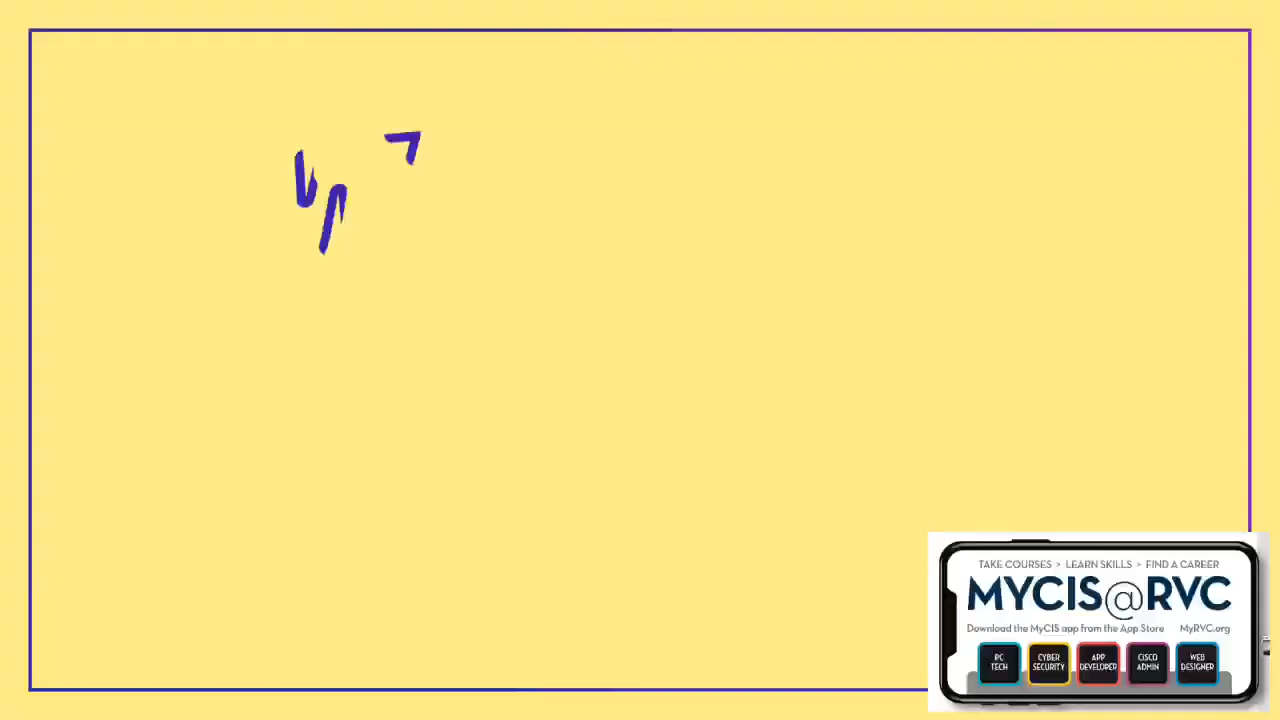 TAKE COURSES > LEARN SKILLS > FIND A CAREER
MYCIS@RVC
Download the MyCIS app from the App Store MyRVC.org
PC TECH
CYBER SECURITY
APP DEVELOPER
CISCO ADMIN
WEB DESIGNER